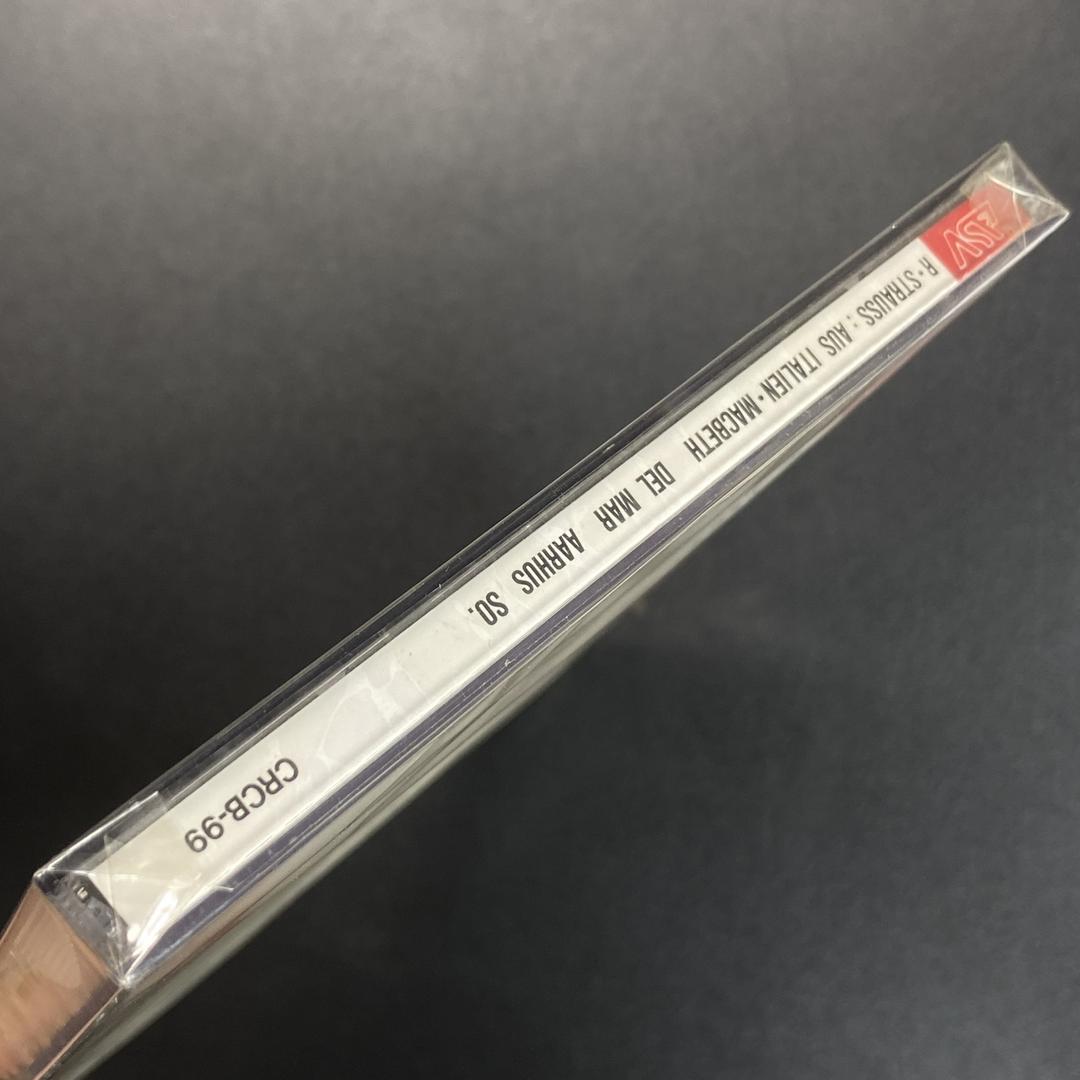 ASV
R・STRAUSS : AUS ITALIEN・MACBETH DEL MAR AARHUS SO.
CRCB-99